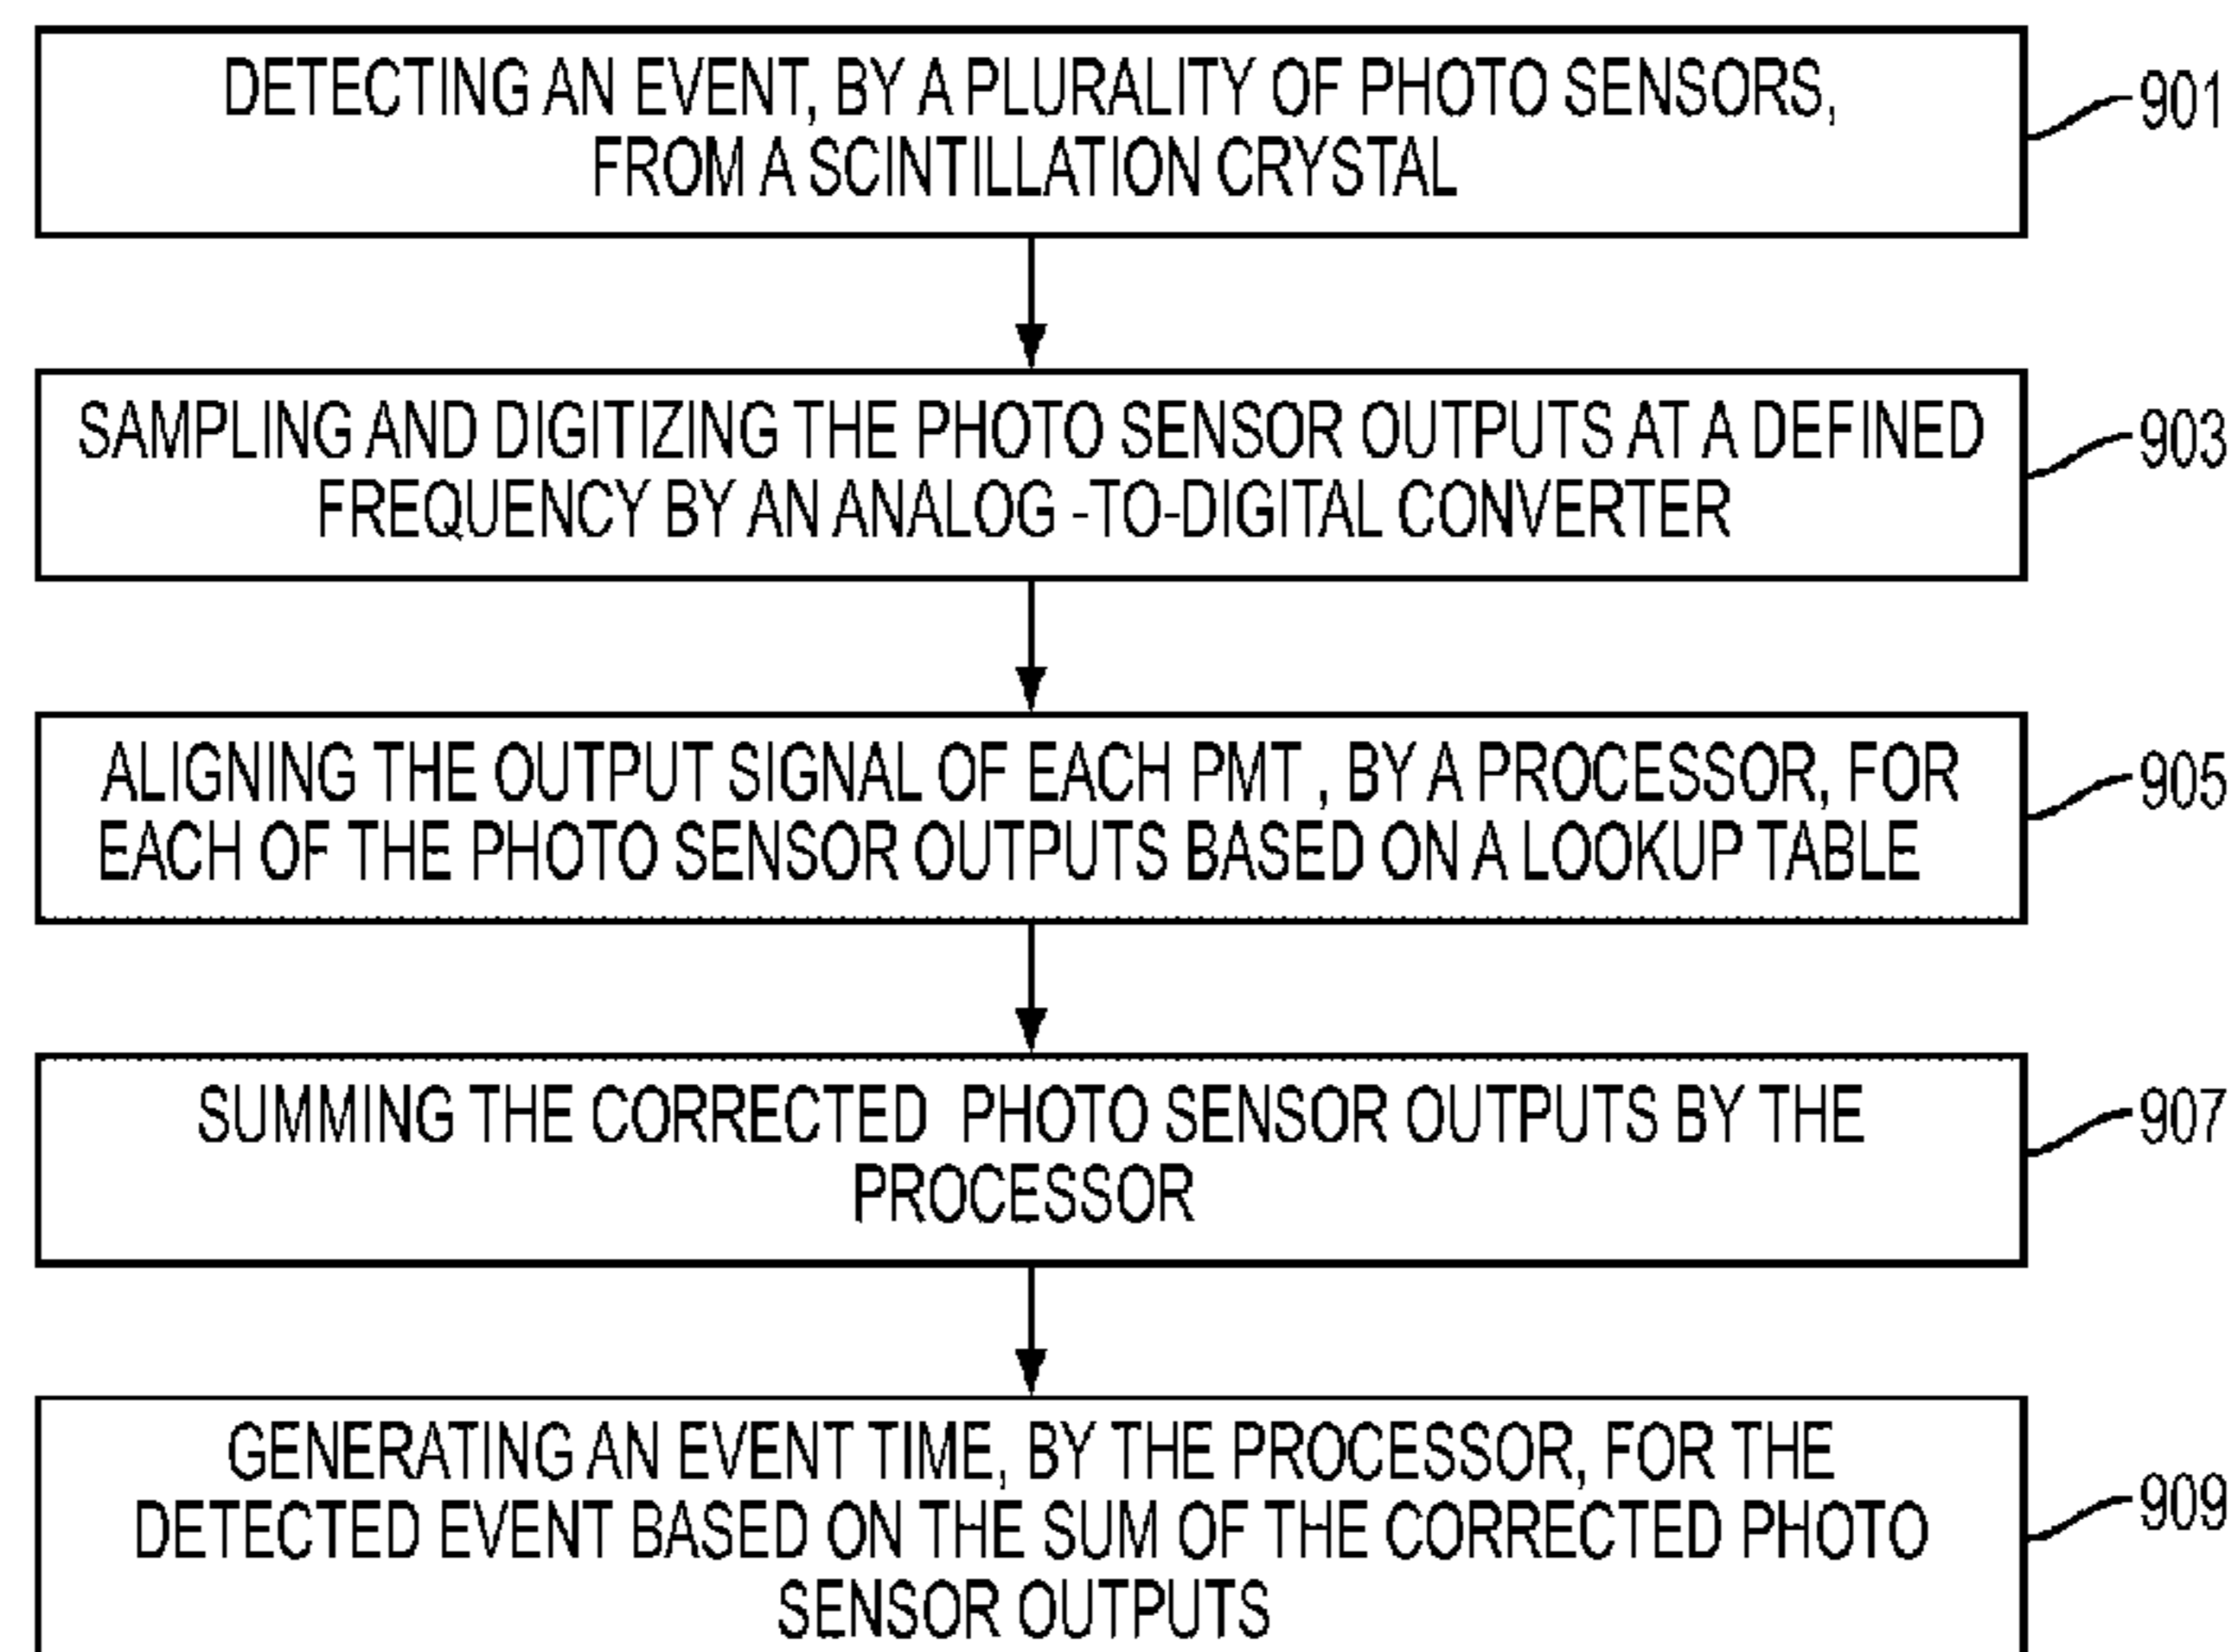 DETECTING AN EVENT, BY A PLURALITY OF PHOTO SENSORS,
FROM A SCINTILLATION CRYSTAL
901
SAMPLING AND DIGITIZING THE PHOTO SENSOR OUTPUTS AT A DEFINED
FREQUENCY BY AN ANALOG -TO-DIGITAL CONVERTER
903
ALIGNING THE OUTPUT SIGNAL OF EACH PMT , BY A PROCESSOR, FOR
EACH OF THE PHOTO SENSOR OUTPUTS BASED ON A LOOKUP TABLE
905
SUMMING THE CORRECTED PHOTO SENSOR OUTPUTS BY THE
PROCESSOR
907
GENERATING AN EVENT TIME, BY THE PROCESSOR, FOR THE
DETECTED EVENT BASED ON THE SUM OF THE CORRECTED PHOTO
SENSOR OUTPUTS
909